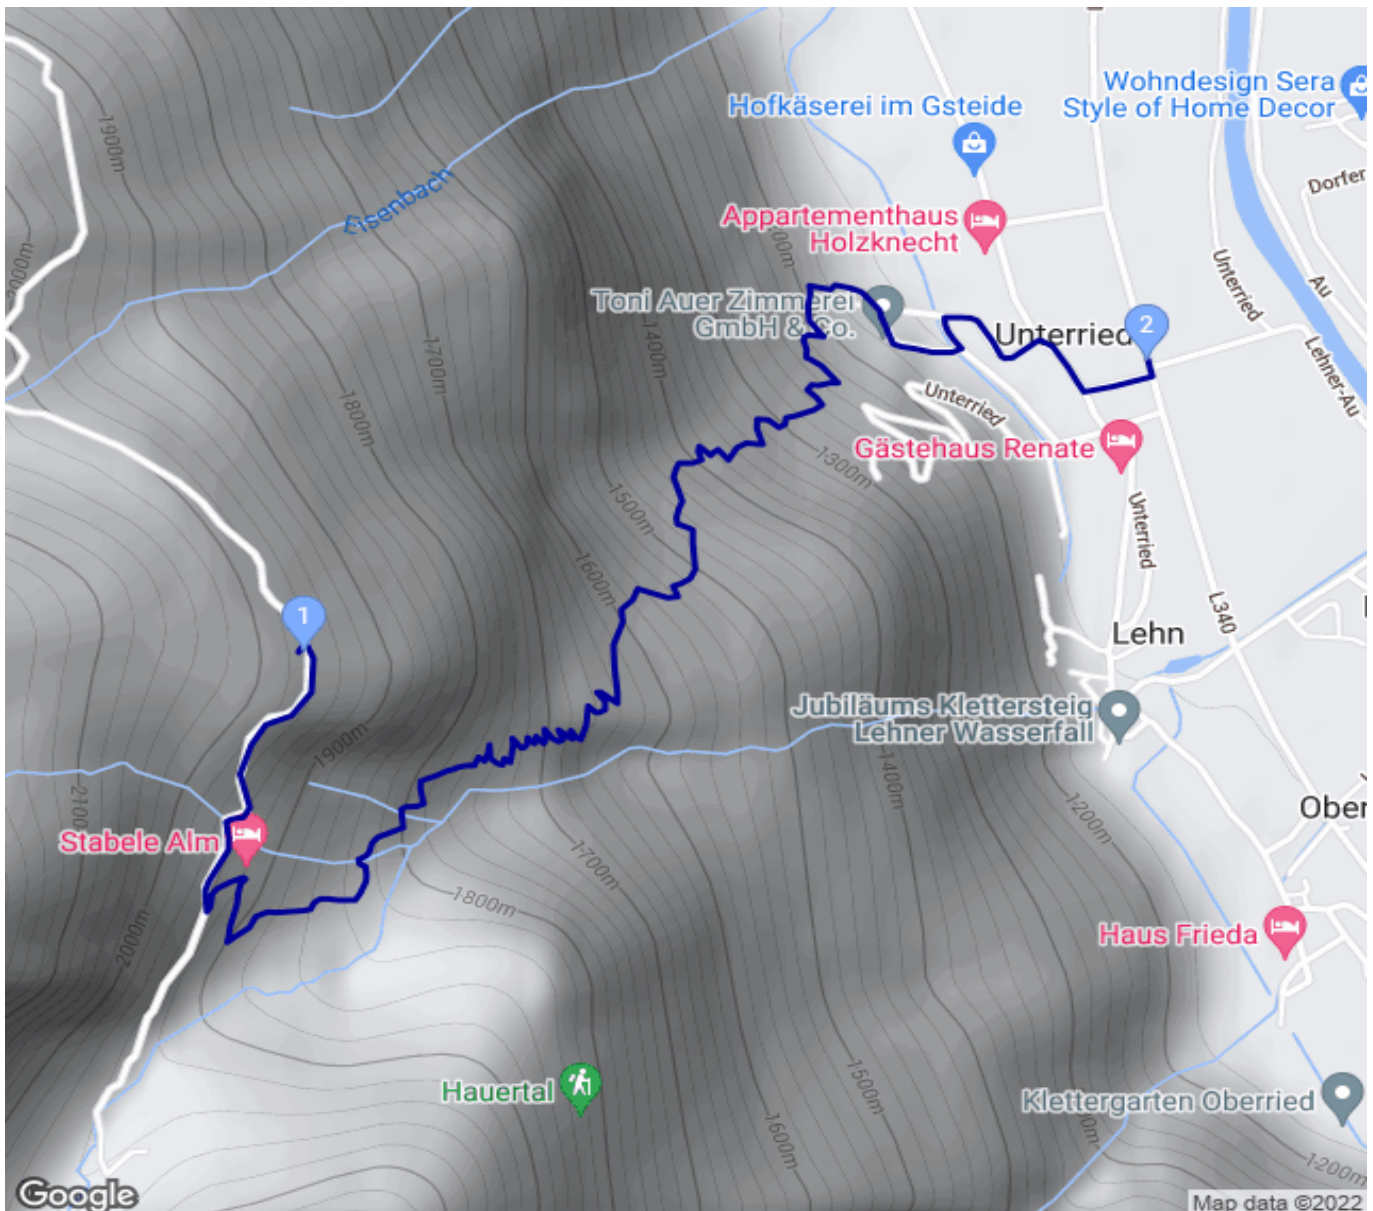 Wohndesign Sera
Style of Home Decor
Hofkäserei im Gsteide
1900m
Dorfer
Eisenbach
Appartementhaus
Holzknecht
Unterried
Au
2000m
Toni Auer Zimmerei
GmbH & Co.
Unterried
2
1400m
1700m
Lehner-Au
1800m
Unterried
Gästehaus Renate
1300m
1500m
Unterried
1600m
L340
1
Lehn
Jubiläums Klettersteig
Lehner Wasserfall
1900m
1400m
2100
1200m
Ober
Stabele Alm
1700m
1800m
2000m
Haus Frieda
Hauertal
1500m
Klettergarten Oberried
1600m
1200m
Google
Map data ©2022